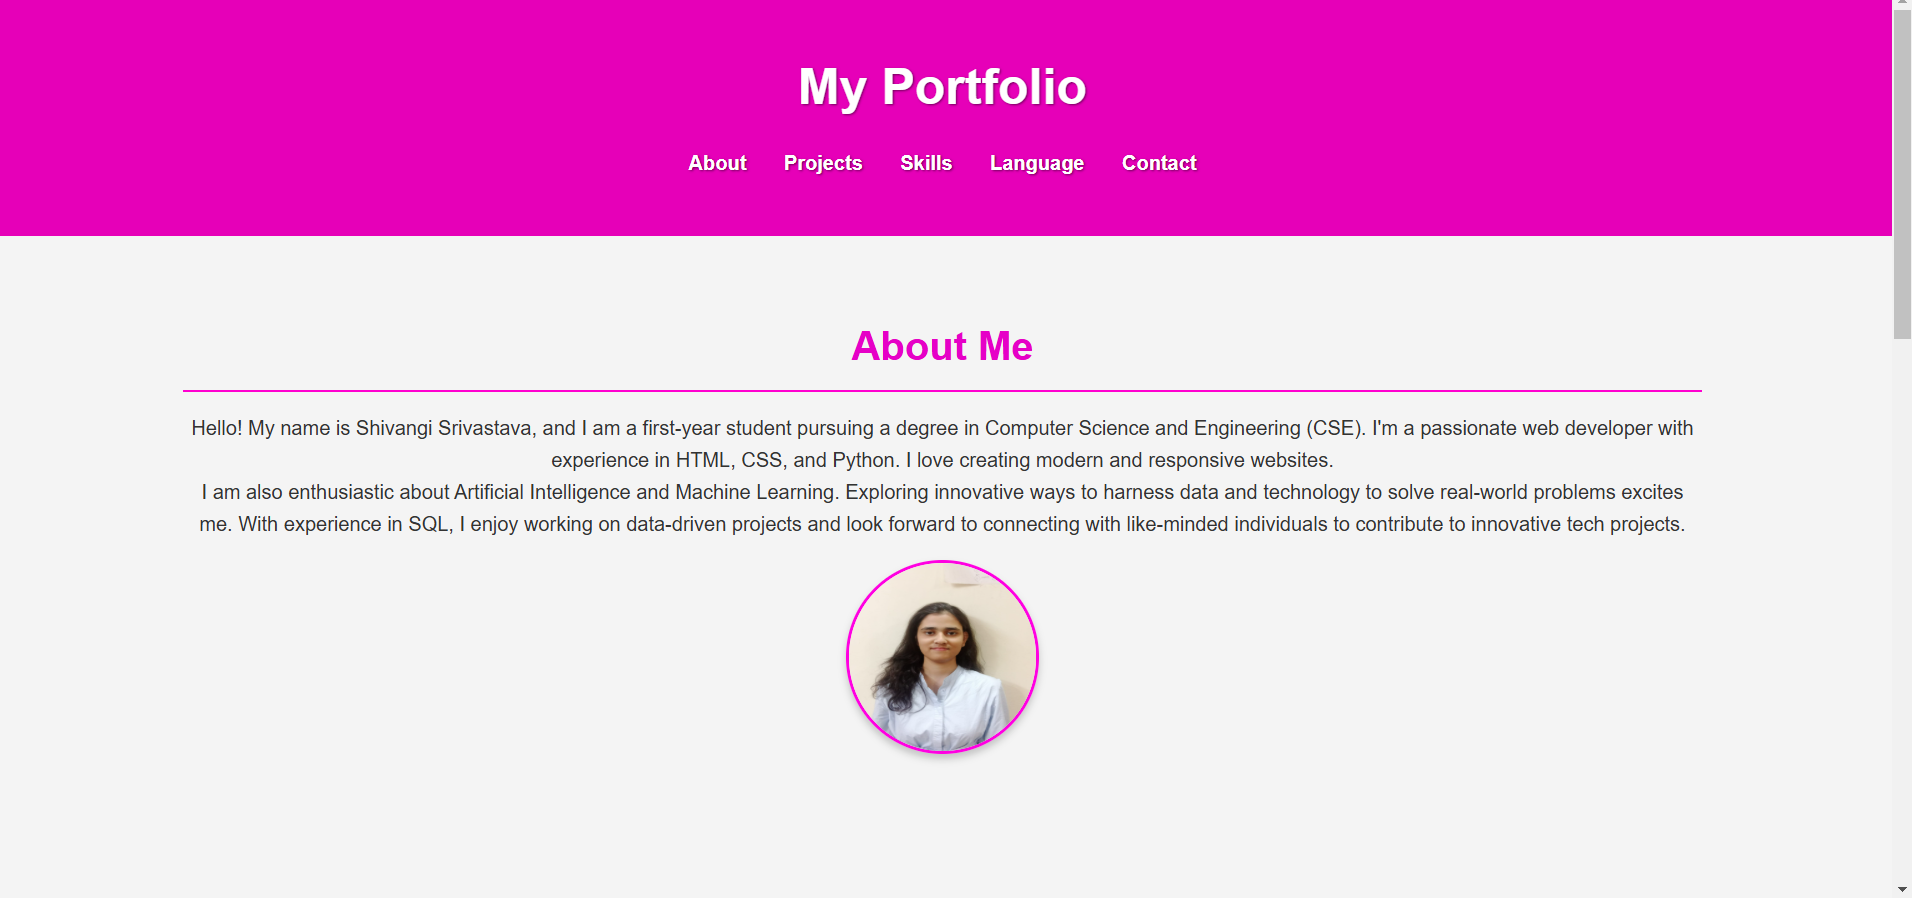 My Portfolio
About Projects Skills Language Contact
About Me
Hello! My name is Shivangi Srivastava, and I am a first-year student pursuing a degree in Computer Science and Engineering (CSE). I'm a passionate web developer with
experience in HTML, CSS, and Python. I love creating modern and responsive websites.
I am also enthusiastic about Artificial Intelligence and Machine Learning. Exploring innovative ways to harness data and technology to solve real-world problems excites
me. With experience in SQL, I enjoy working on data-driven projects and look forward to connecting with like-minded individuals to contribute to innovative tech projects.